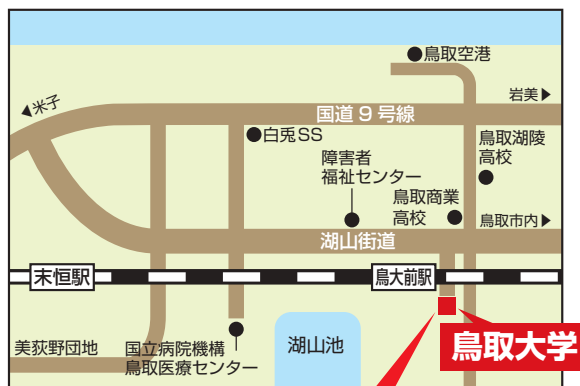 鳥取空港
岩美▶
◀米子
国道9号線
白兎SS
鳥取湖陵
高校
障害者
福祉センター
鳥取商業
高校
鳥取市内▶
湖山街道
末恒駅
鳥大前駅
美荻野団地
国立病院機構
鳥取医療センター
湖山池
鳥取大学